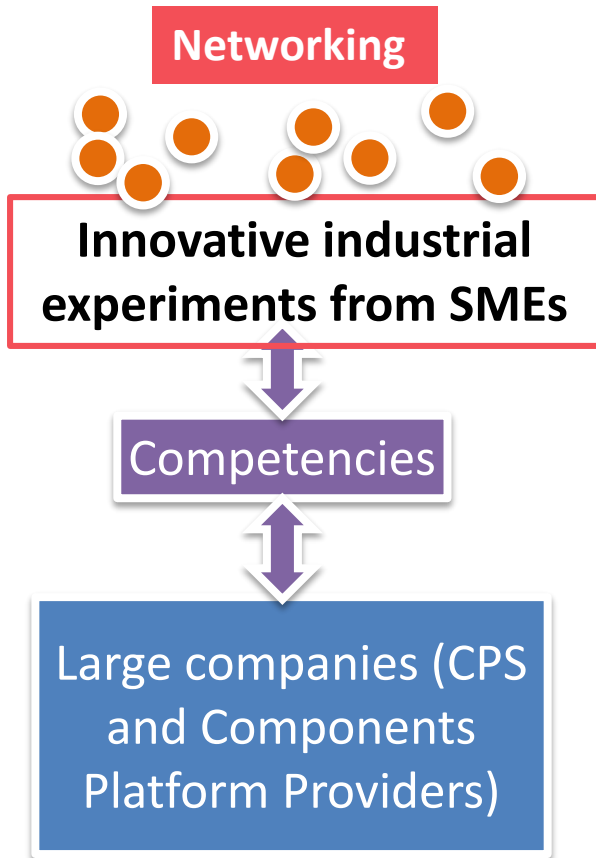 Networking
Innovative industrial
experiments from SMEs
Competencies
Large companies (CPS
and Components
Platform Providers)